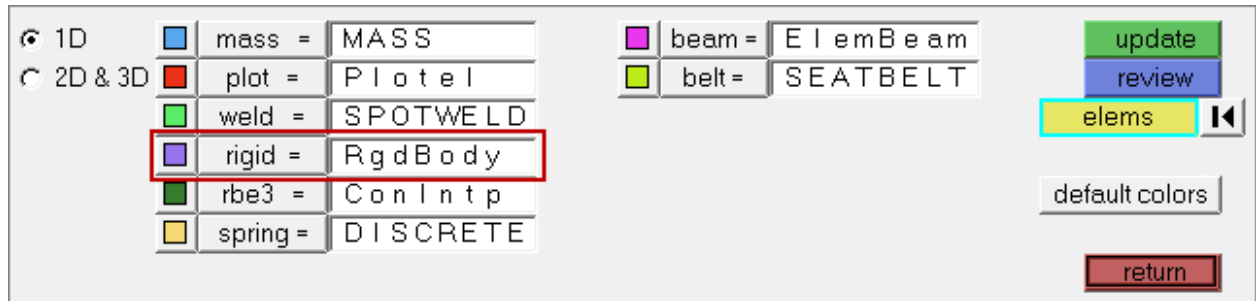 1D mass = MASS beam = ElemBeam update
2D & 3D plot = Plotel belt = SEATBELT review
weld = SPOTWELD elems
rigid = RgdBody
rbe3 = ConIntp default colors
spring = DISCRETE
return